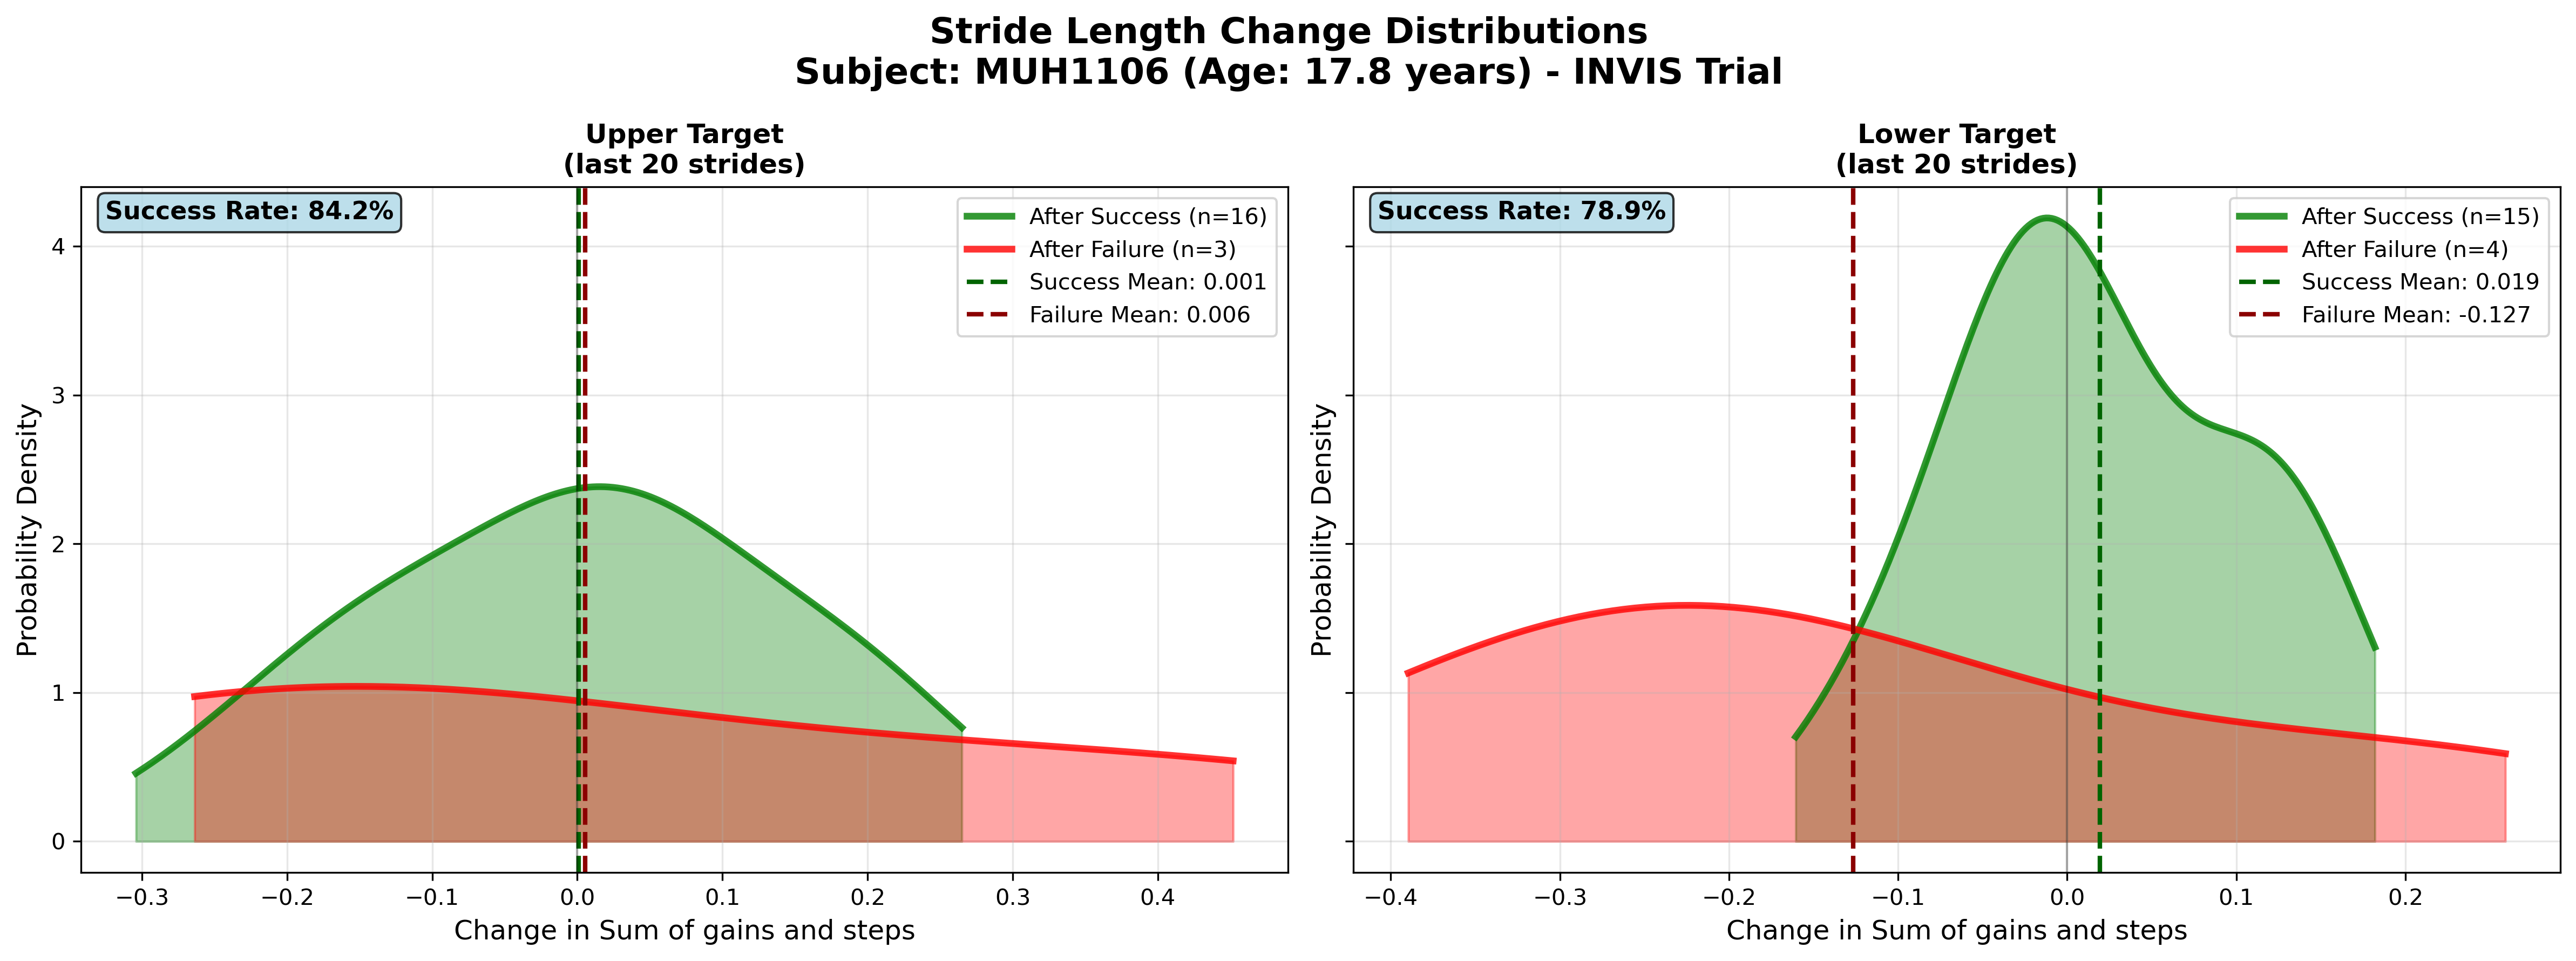 Stride Length Change Distributions
Subject: MUH1106 (Age: 17.8 years) - INVIS Trial
Upper Target
(last 20 strides)
Success Rate: 84.2%
After Success (n=16)
After Failure (n=3)
Success Mean: 0.001
Failure Mean: 0.006
Probability Density
4
3
2
1
0
−0.3
−0.2
−0.1
0.0
0.1
0.2
0.3
0.4
Change in Sum of gains and steps
Lower Target
(last 20 strides)
Success Rate: 78.9%
After Success (n=15)
After Failure (n=4)
Success Mean: 0.019
Failure Mean: -0.127
Probability Density
−0.4
−0.3
−0.2
−0.1
0.0
0.1
0.2
Change in Sum of gains and steps